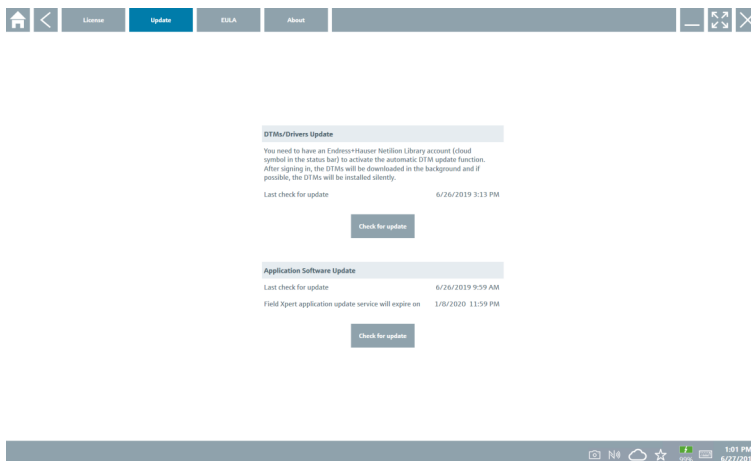 License Update EULA About
DTMs/Drivers Update
You need to have an Endress+Hauser Netilion Library account (cloud
symbol in the status bar) to activate the automatic DTM update function.
After signing in, the DTMs will be downloaded in the background and if
possible, the DTMs will be installed silently.
Last check for update 6/26/2019 3:13 PM
Check for update
Application Software Update
Last check for update 6/26/2019 9:59 AM
Field Xpert application update service will expire on 1/8/2020 11:59 PM
Check for update
1:01 PM
99% 6/27/201